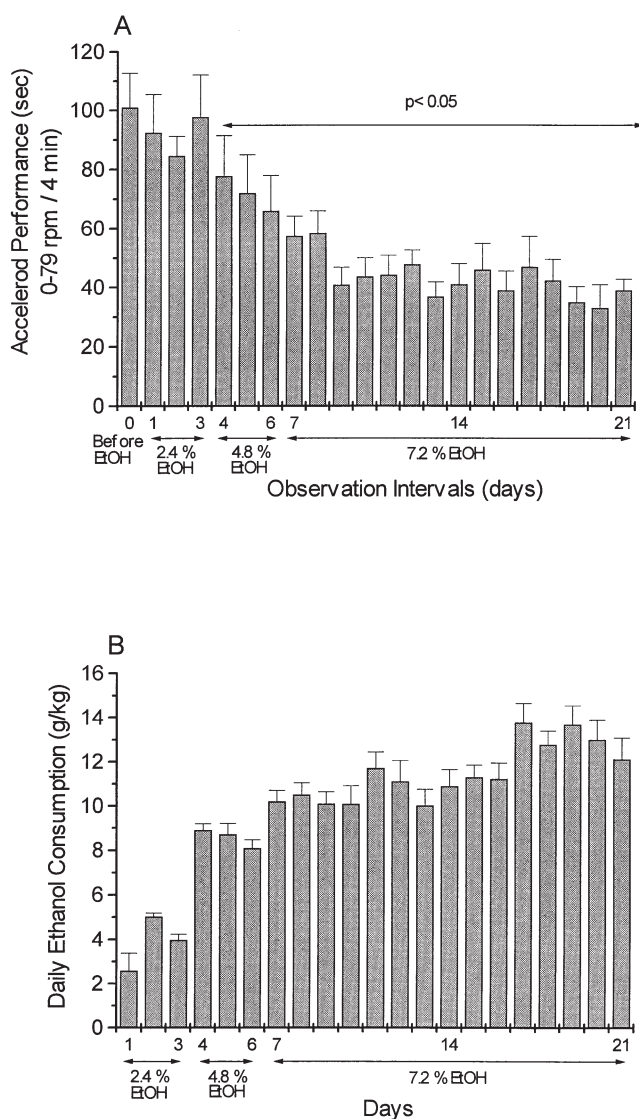 A
Accelerod Performance (sec)
0-79 rpm / 4 min
120
100
80
60
40
20
0
p< 0.05
0 1 3 4 6 7 14 21
Before
EtOH
2.4 %
EtOH
4.8 %
EtOH
7.2 % EtOH
Observation Intervals (days)
B
Daily Ethanol Consumption (g/kg)
16
14
12
10
8
6
4
2
0
1 3 4 6 7 14 21
2.4 %
EtOH
4.8 %
EtOH
7.2 % EtOH
Days